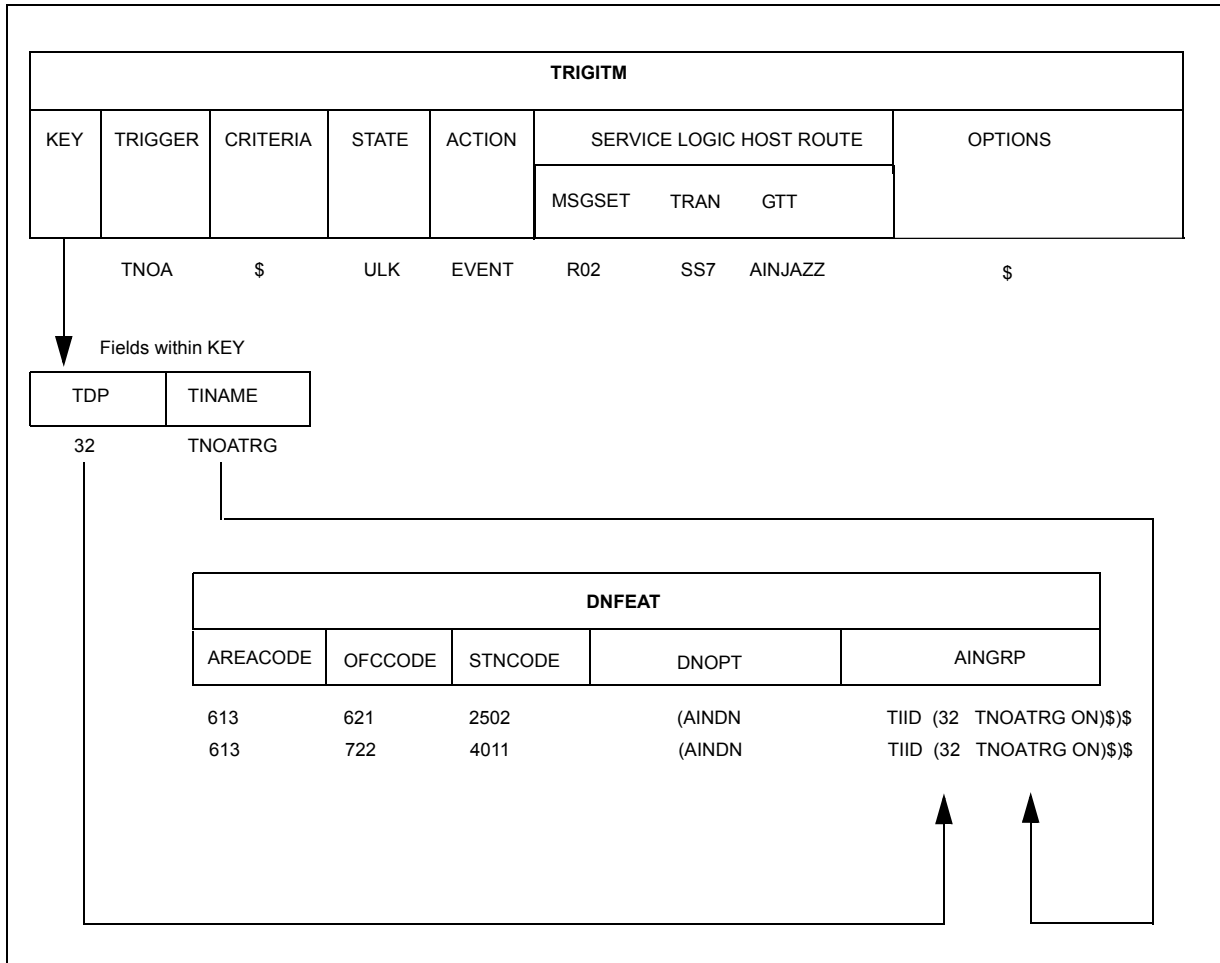 TRIGITM
KEY TRIGGER CRITERIA STATE ACTION SERVICE LOGIC HOST ROUTE OPTIONS
MSGSET TRAN GTT
TNOA $ ULK EVENT R02 SS7 AINJAZZ $
Fields within KEY
TDP TINAME
32 TNOATRG
DNFEAT
AREACODE OFCCODE STNCODE DNOPT AINGRP
613 621 2502 (AINDN TIID (32 TNOATRG ON)$)$
613 722 4011 (AINDN TIID (32 TNOATRG ON)$)$